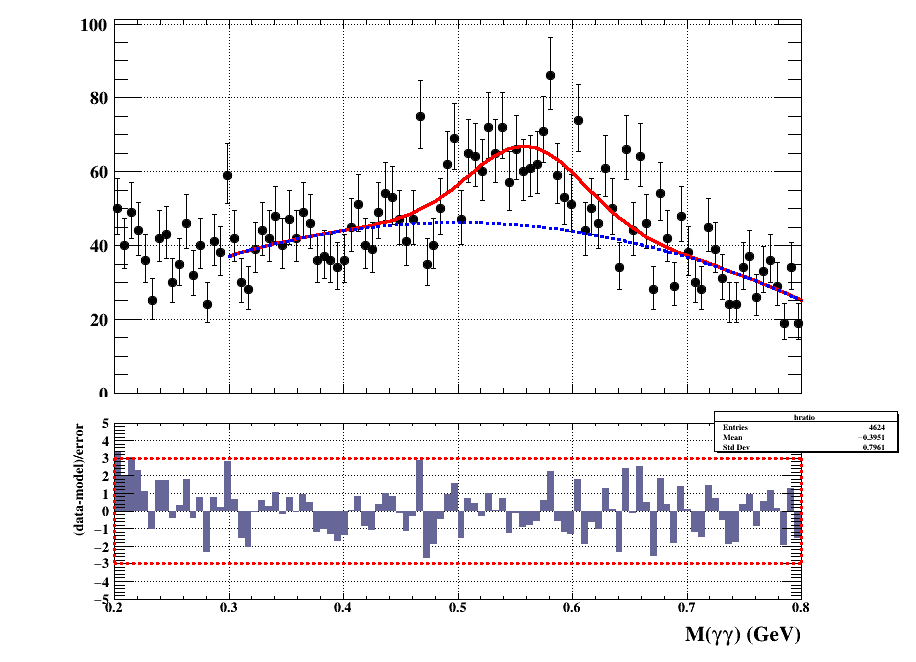 100
80
60
40
20
0
hratio
Entries 4624
Mean −0.3951
Std Dev 0.7961
(data-model)/error
5
4
3
2
1
0
−1
−2
−3
−4
−5
0.2 0.3 0.4 0.5 0.6 0.7 0.8
M(γγ) (GeV)